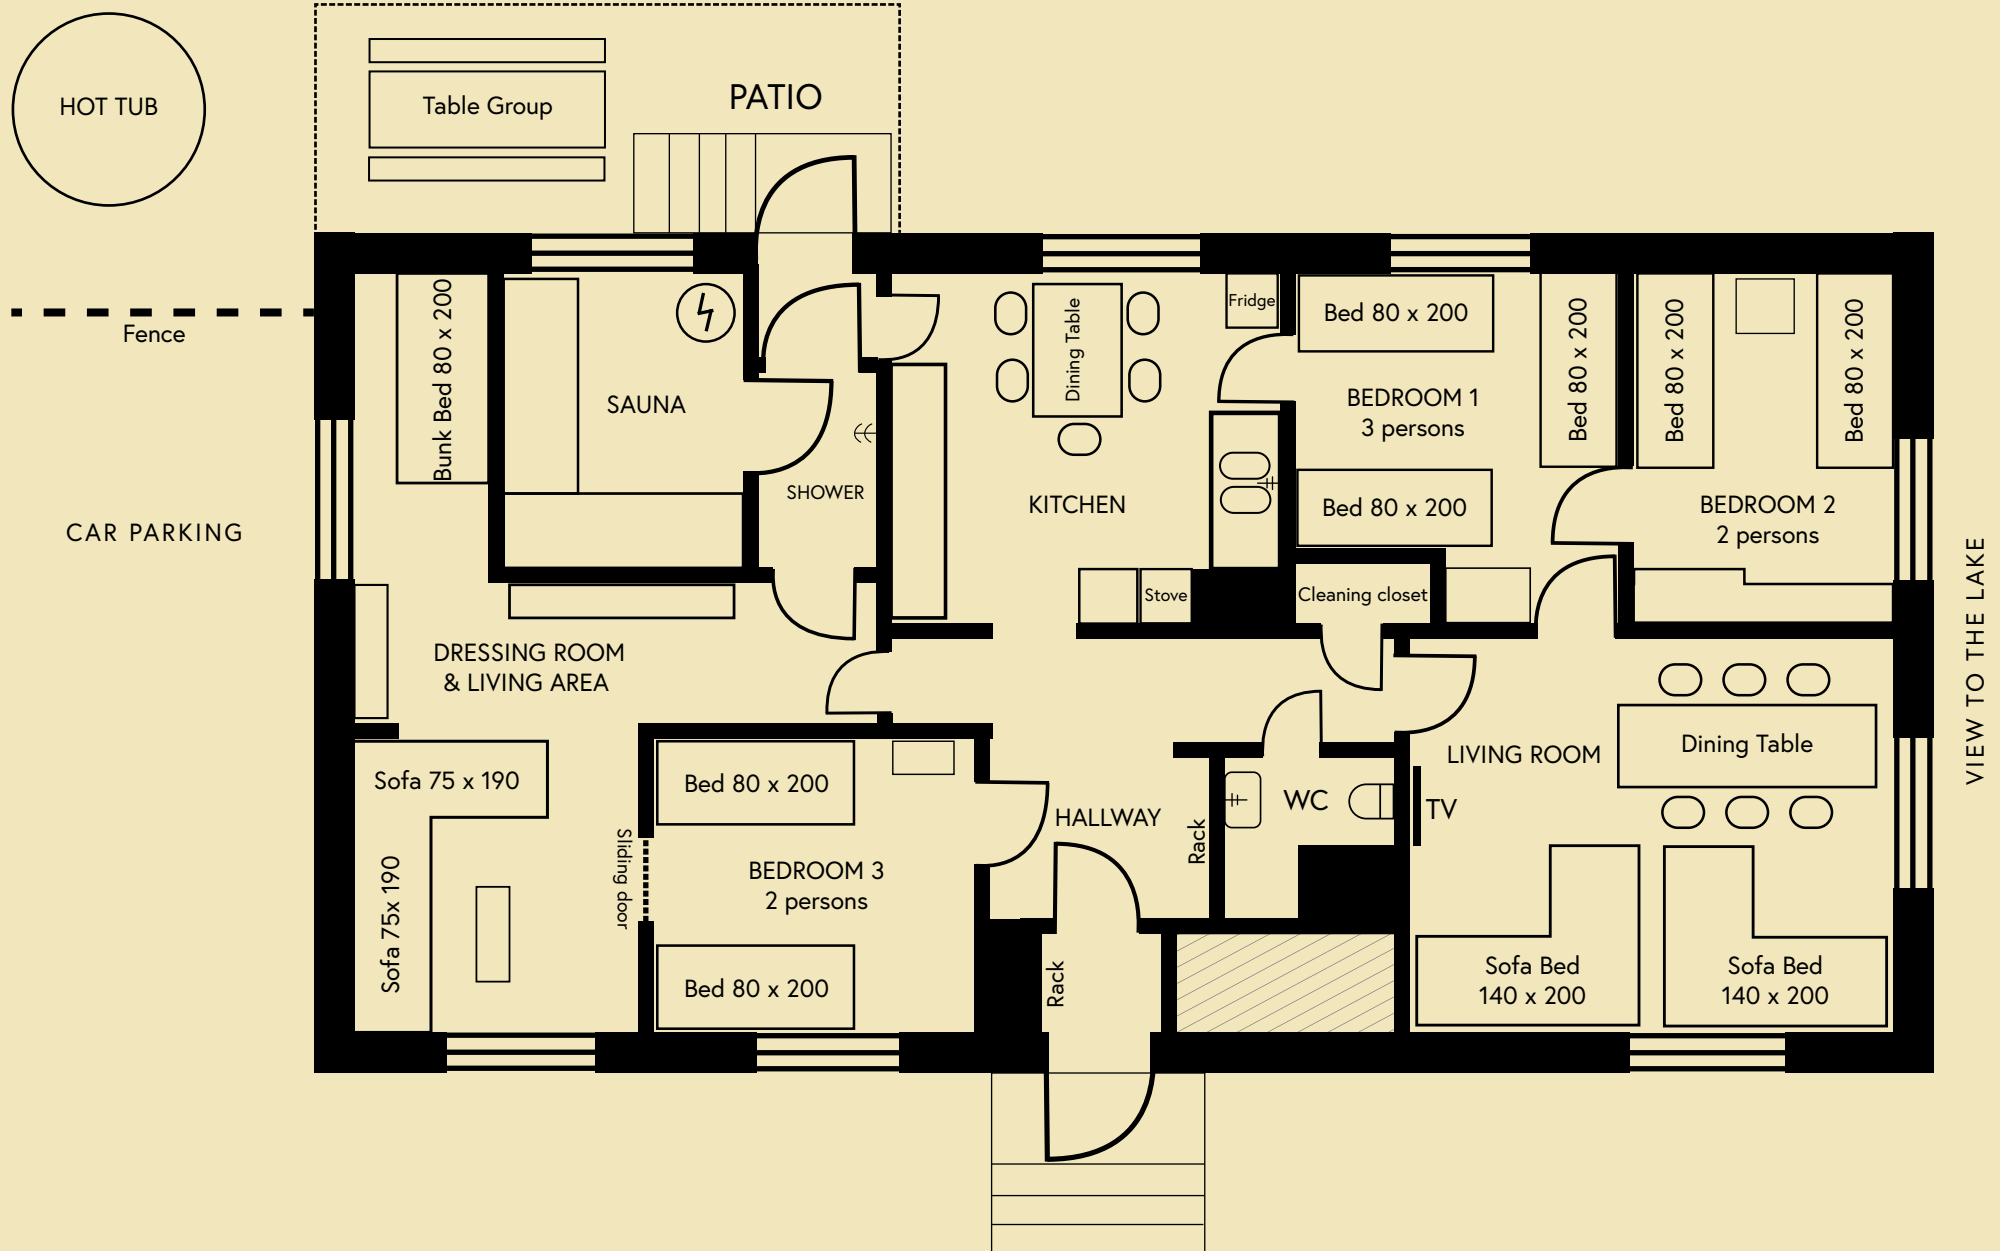 HOT TUB
Table Group
PATIO
Fence
CAR PARKING
Bunk Bed 80 x 200
SAUNA
SHOWER
Dining Table
Fridge
KITCHEN
Stove
Bed 80 x 200
BEDROOM 1
3 persons
Bed 80 x 200
Bed 80 x 200
Bed 80 x 200
Bed 80 x 200
BEDROOM 2
2 persons
Cleaning closet
VIEW TO THE LAKE
DRESSING ROOM
& LIVING AREA
Sofa 75 x 190
Sofa 75x 190
Sliding door
Bed 80 x 200
BEDROOM 3
2 persons
Bed 80 x 200
HALLWAY
Rack
Rack
WC
TV
LIVING ROOM
Dining Table
Sofa Bed
140 x 200
Sofa Bed
140 x 200